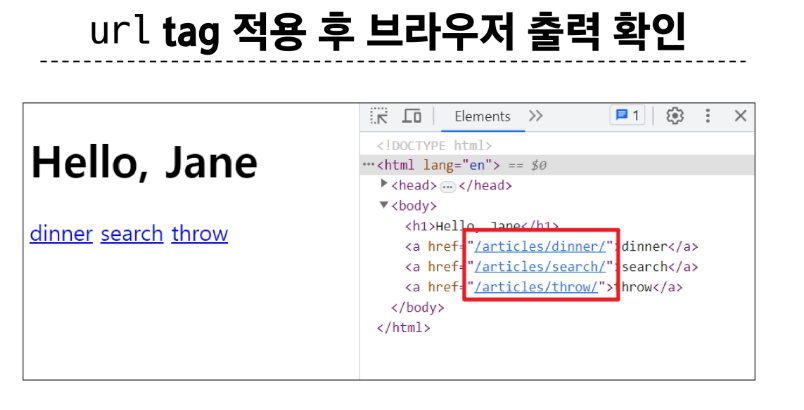 url tag 적용 후 브라우저 출력 확인
Hello, Jane
dinner search throw
Elements 1
<!DOCTYPE html>
<html lang="en"> == $0
<head> … </head>
<body>
<h1>Hello, Jane</h1>
<a href="/articles/dinner/">dinner</a>
<a href="/articles/search/">search</a>
<a href="/articles/throw/">throw</a>
</body>
</html>